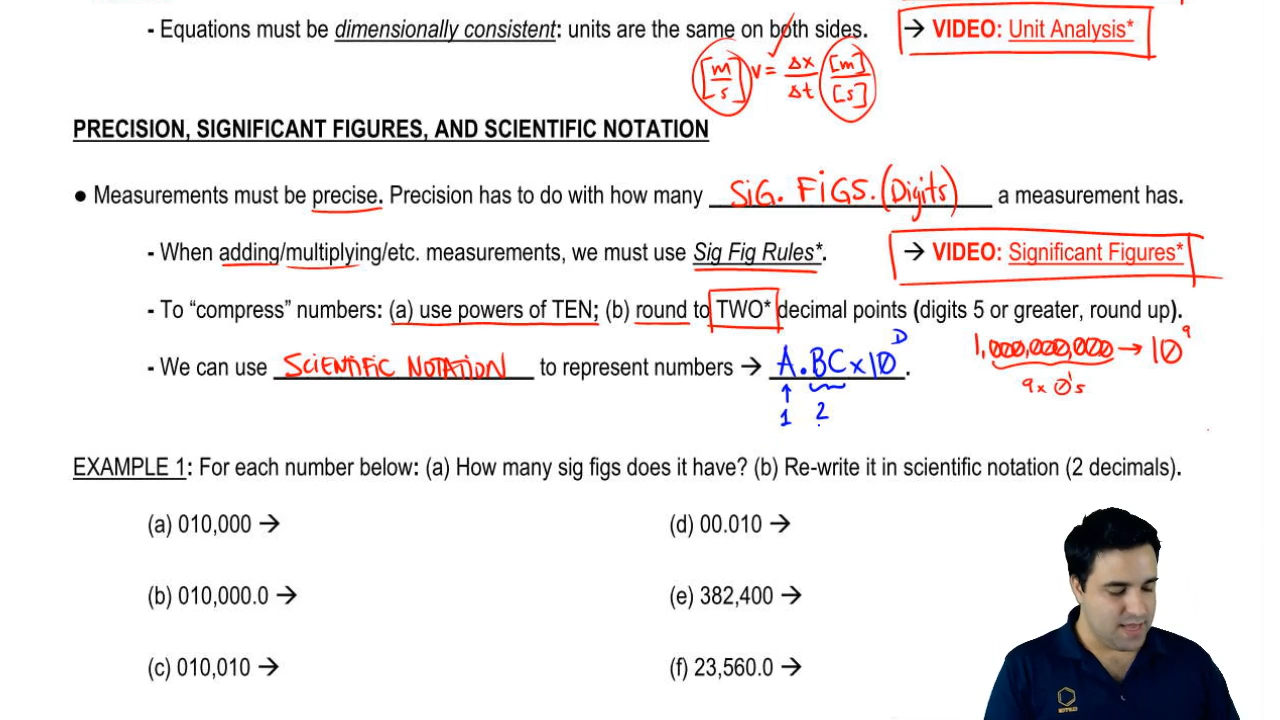 - Equations must be dimensionally consistent: units are the same on both sides. → VIDEO: Unit Analysis*
[m]/[s] v = Δx/Δt [m]/[s]
PRECISION, SIGNIFICANT FIGURES, AND SCIENTIFIC NOTATION
● Measurements must be precise. Precision has to do with how many SIG. FIGS. (Digits) a measurement has.
- When adding/multiplying/etc. measurements, we must use Sig Fig Rules*. → VIDEO: Significant Figures*
- To “compress” numbers: (a) use powers of TEN; (b) round to TWO* decimal points (digits 5 or greater, round up).
1,000,000,000 → 10^9
9 x 0's
- We can use SCIENTIFIC NOTATION to represent numbers → A.BC x 10^D.
1 2
EXAMPLE 1: For each number below: (a) How many sig figs does it have? (b) Re-write it in scientific notation (2 decimals).
(a) 010,000 → (d) 00.010 →
(b) 010,000.0 → (e) 382,400 →
(c) 010,010 → (f) 23,560.0 →